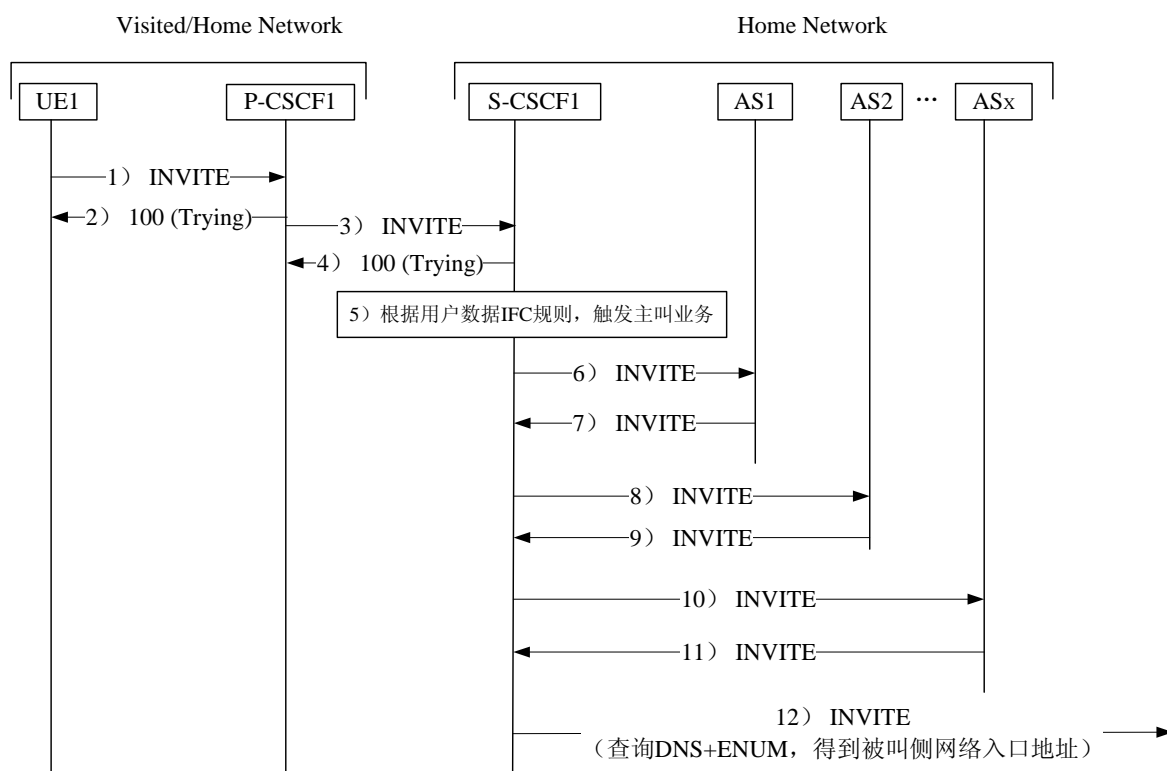 Visited/Home Network
Home Network
UE1
P-CSCF1
S-CSCF1
AS1
AS2
…
ASX
1） INVITE
2） 100 (Trying)
3） INVITE
4） 100 (Trying)
5）根据用户数据IFC规则，触发主叫业务
6） INVITE
7） INVITE
8） INVITE
9） INVITE
10） INVITE
11） INVITE
12） INVITE
（查询DNS+ENUM，得到被叫侧网络入口地址）